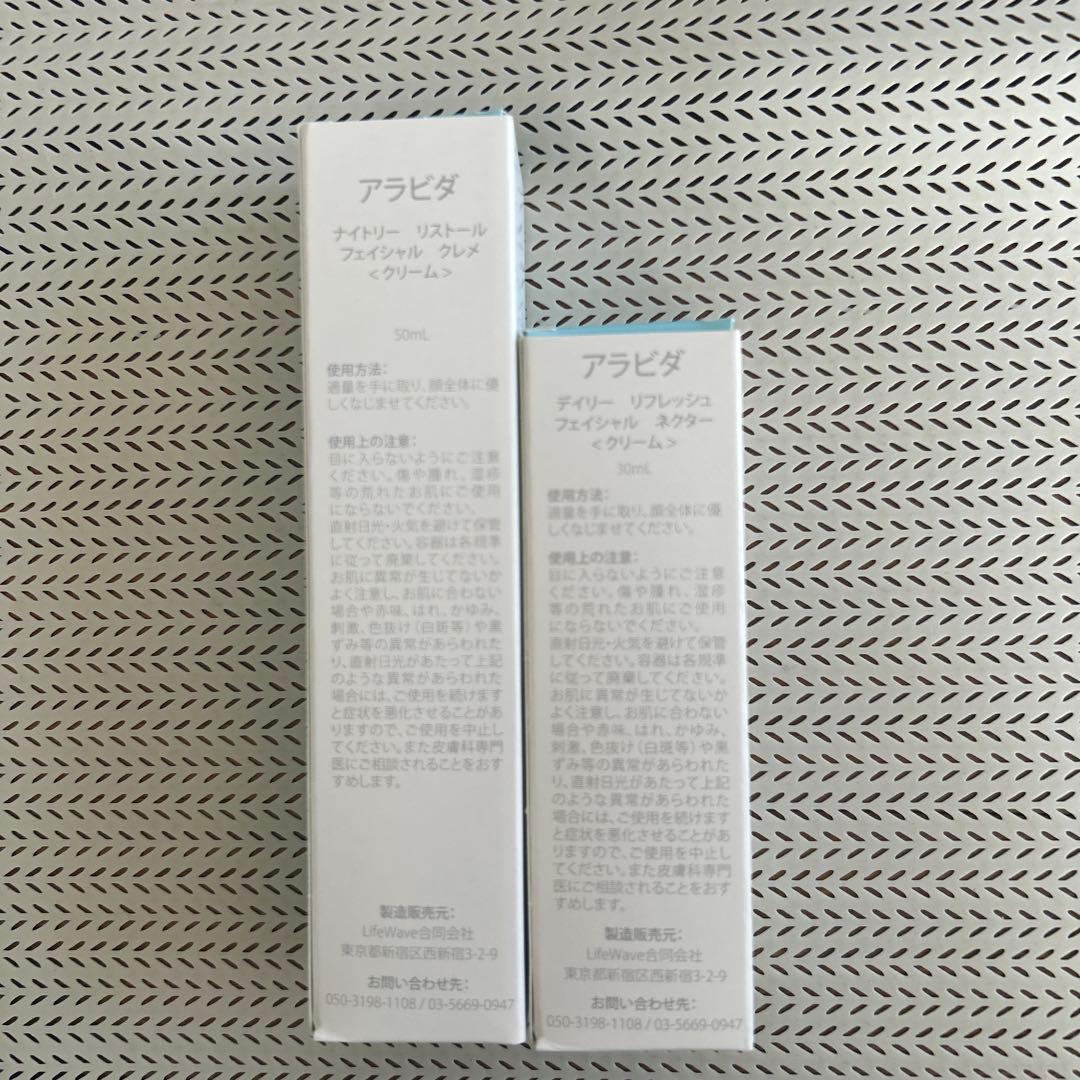 アラビダ
ナイトリー　リストール
フェイシャル　クレメ
<クリーム>
50mL
使用方法：
適量を手に取り、顔全体に優
しくなじませてください。
使用上の注意：
目に入らないようにご注意
ください。傷や腫れ、湿疹
等の荒れたお肌にご使用
にならないでください。
直射日光・火気を避けて保管
してください。容器は各規準
に従って廃棄してください。
お肌に異常が生じてないか
よく注意し、お肌に合わない
場合や赤味、はれ、かゆみ、
刺激、色抜け（白斑等）や黒
ずみ等の異常があらわれた
り、直射日光があたって上記
のような異常があらわれた
場合には、ご使用を続けます
と症状を悪化させることがあ
りますので、ご使用を中止し
てください。また皮膚科専門
医にご相談されることをおす
すめします。
製造販売元：
LifeWave合同会社
東京都新宿区西新宿3-2-9
お問い合わせ先：
050-3198-1108 / 03-5669-0947
アラビダ
デイリー　リフレッシュ
フェイシャル　ネクター
<クリーム>
30mL
使用方法：
適量を手に取り、顔全体に優
しくなじませてください。
使用上の注意：
目に入らないようにご注意
ください。傷や腫れ、湿疹
等の荒れたお肌にご使用
にならないでください。
直射日光・火気を避けて保管
してください。容器は各規準
に従って廃棄してください。
お肌に異常が生じてないか
よく注意し、お肌に合わない
場合や赤味、はれ、かゆみ、
刺激、色抜け（白斑等）や黒
ずみ等の異常があらわれた
り、直射日光があたって上記
のような異常があらわれた
場合には、ご使用を続けます
と症状を悪化させることがあ
りますので、ご使用を中止し
てください。また皮膚科専門
医にご相談されることをおす
すめします。
製造販売元：
LifeWave合同会社
東京都新宿区西新宿3-2-9
お問い合わせ先：
050-3198-1108 / 03-5669-0947